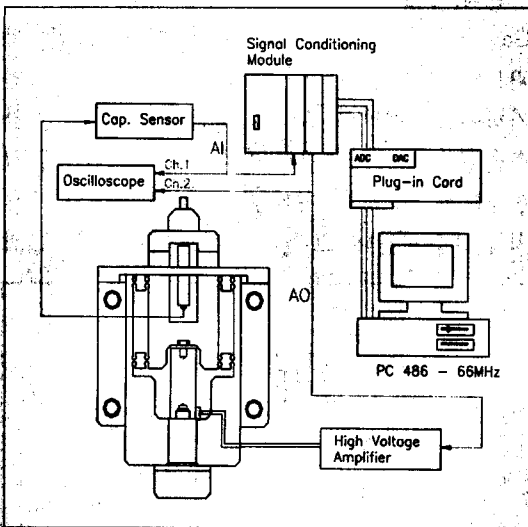 Signal Conditioning
Module
Cap. Sensor
AI
Ch.1
Oscilloscope
Cn.2.
ADC DAC
Plug-in Cord
AO
PC 486 - 66MHz
High Voltage
Amplifier